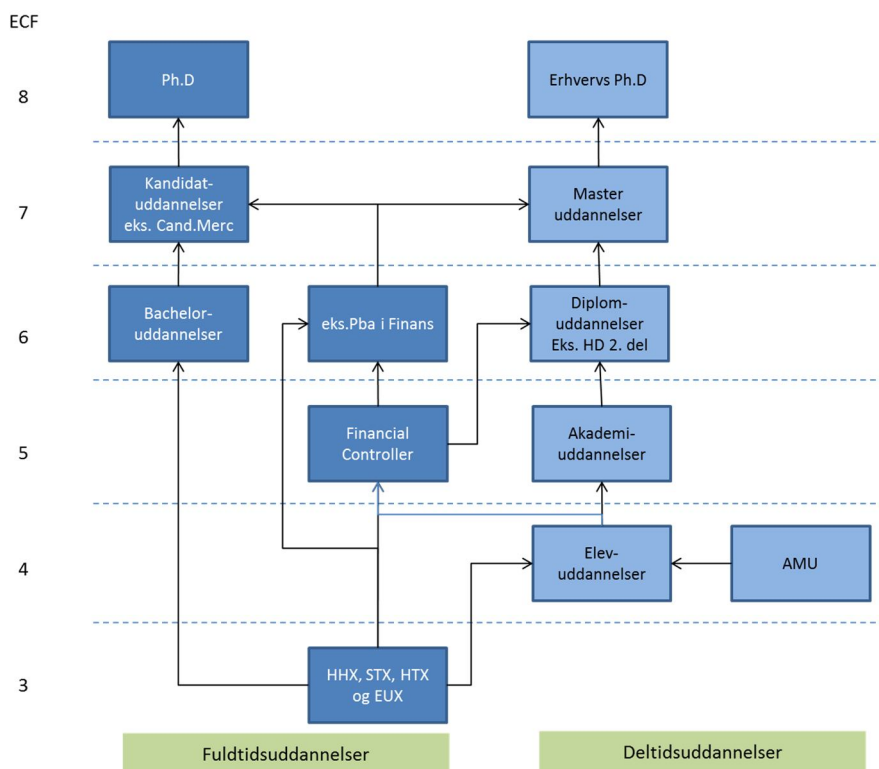 ECF
8
Ph.D
Erhvervs Ph.D
7
Kandidat-
uddannelser
eks. Cand.Merc
Master
uddannelser
6
Bachelor-
uddannelser
eks.Pba i Finans
Diplom-
uddannelser
Eks. HD 2. del
5
Financial
Controller
Akademi-
uddannelser
4
Elev-
uddannelser
AMU
3
HHX, STX, HTX
og EUX
Fuldtidsuddannelser
Deltidsuddannelser